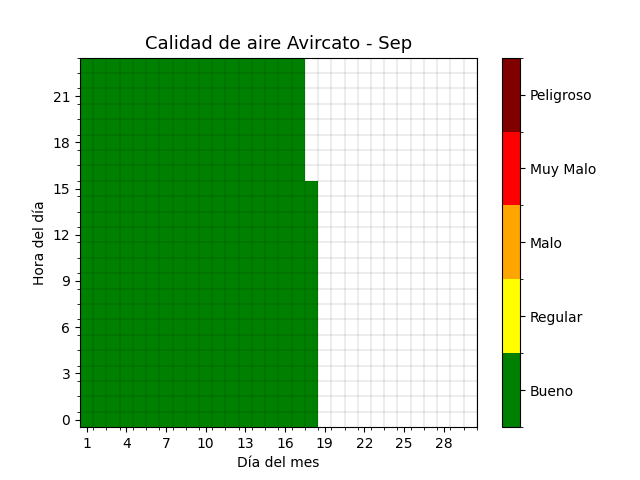 Calidad de aire Avircato - Sep
Hora del día
21
18
15
12
9
6
3
0
1 4 7 10 13 16 19 22 25 28
Día del mes
Peligroso
Muy Malo
Malo
Regular
Bueno